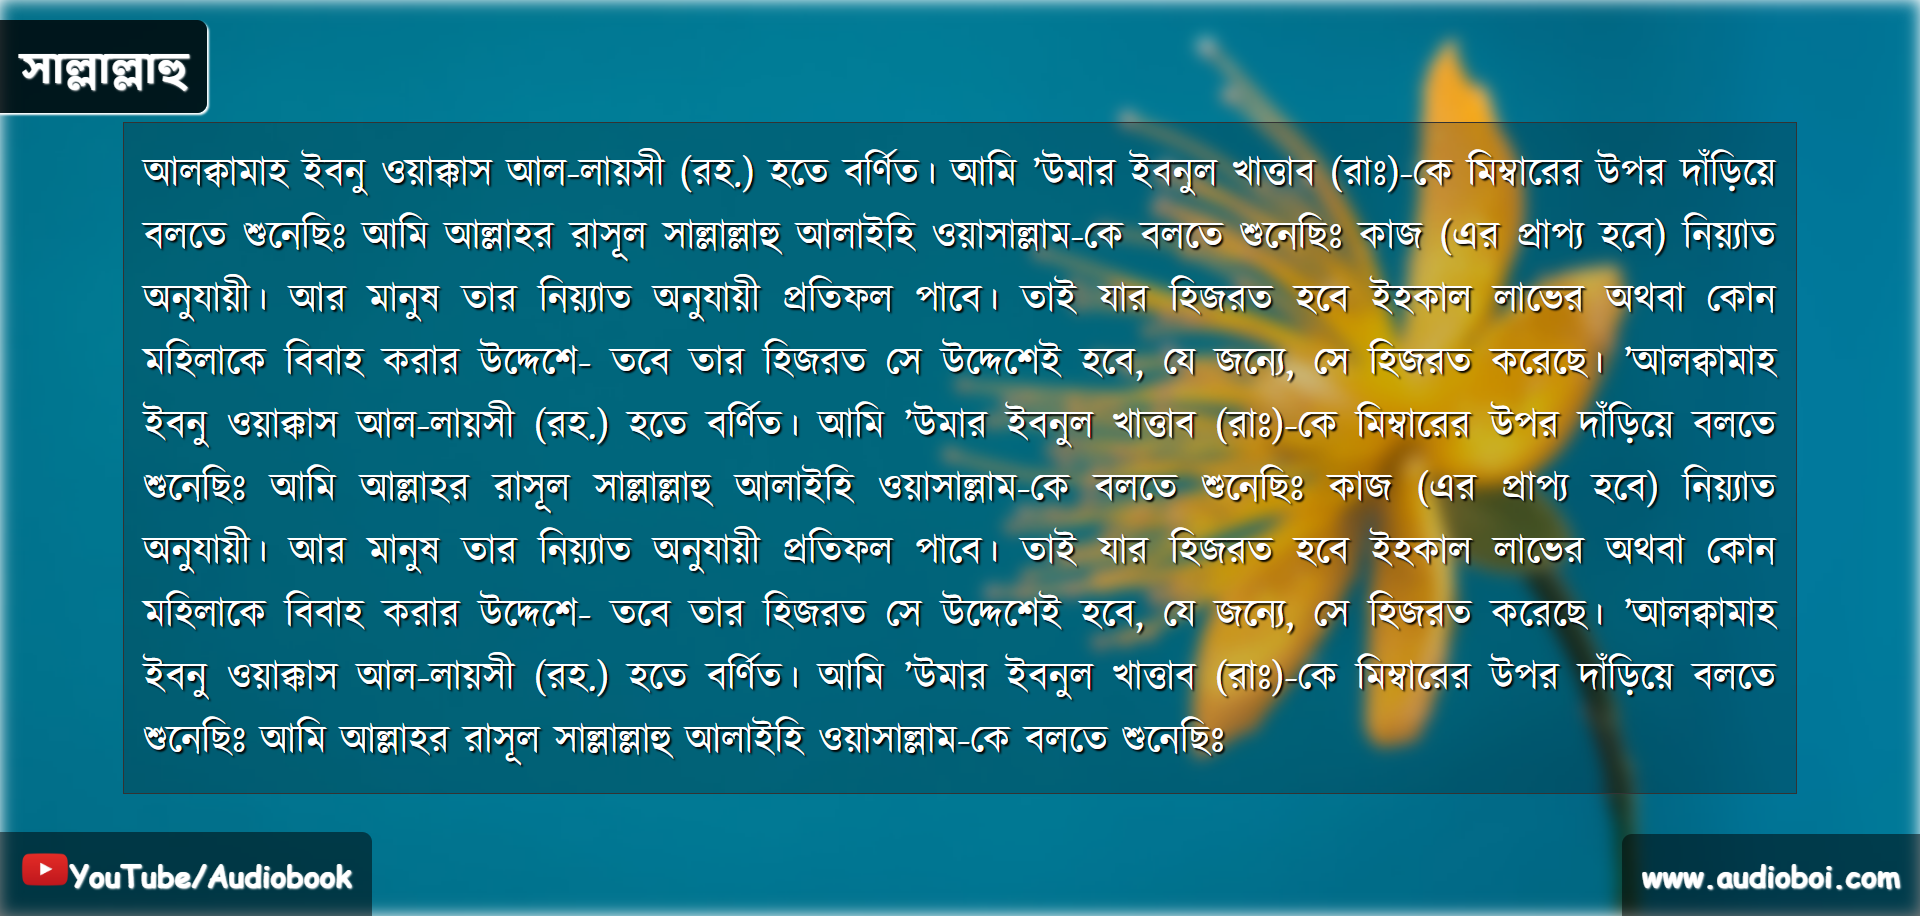 সাল্লাল্লাহু
আলক্বামাহ ইবনু ওয়াক্কাস আল-লায়সী (রহ.) হতে বর্ণিত। আমি ’উমার ইবনুল খাত্তাব (রাঃ)-কে মিম্বারের উপর দাঁড়িয়ে
বলতে শুনেছিঃ আমি আল্লাহর রাসূল সাল্লাল্লাহু আলাইহি ওয়াসাল্লাম-কে বলতে শুনেছিঃ কাজ (এর প্রাপ্য হবে) নিয়্যাত
অনুযায়ী। আর মানুষ তার নিয়্যাত অনুযায়ী প্রতিফল পাবে। তাই যার হিজরত হবে ইহকাল লাভের অথবা কোন
মহিলাকে বিবাহ করার উদ্দেশে- তবে তার হিজরত সে উদ্দেশেই হবে, যে জন্যে, সে হিজরত করেছে। ’আলক্বামাহ
ইবনু ওয়াক্কাস আল-লায়সী (রহ.) হতে বর্ণিত। আমি ’উমার ইবনুল খাত্তাব (রাঃ)-কে মিম্বারের উপর দাঁড়িয়ে বলতে
শুনেছিঃ আমি আল্লাহর রাসূল সাল্লাল্লাহু আলাইহি ওয়াসাল্লাম-কে বলতে শুনেছিঃ কাজ (এর প্রাপ্য হবে) নিয়্যাত
অনুযায়ী। আর মানুষ তার নিয়্যাত অনুযায়ী প্রতিফল পাবে। তাই যার হিজরত হবে ইহকাল লাভের অথবা কোন
মহিলাকে বিবাহ করার উদ্দেশে- তবে তার হিজরত সে উদ্দেশেই হবে, যে জন্যে, সে হিজরত করেছে। ’আলক্বামাহ
ইবনু ওয়াক্কাস আল-লায়সী (রহ.) হতে বর্ণিত। আমি ’উমার ইবনুল খাত্তাব (রাঃ)-কে মিম্বারের উপর দাঁড়িয়ে বলতে
শুনেছিঃ আমি আল্লাহর রাসূল সাল্লাল্লাহু আলাইহি ওয়াসাল্লাম-কে বলতে শুনেছিঃ
YouTube/Audiobook
www.audioboi.com